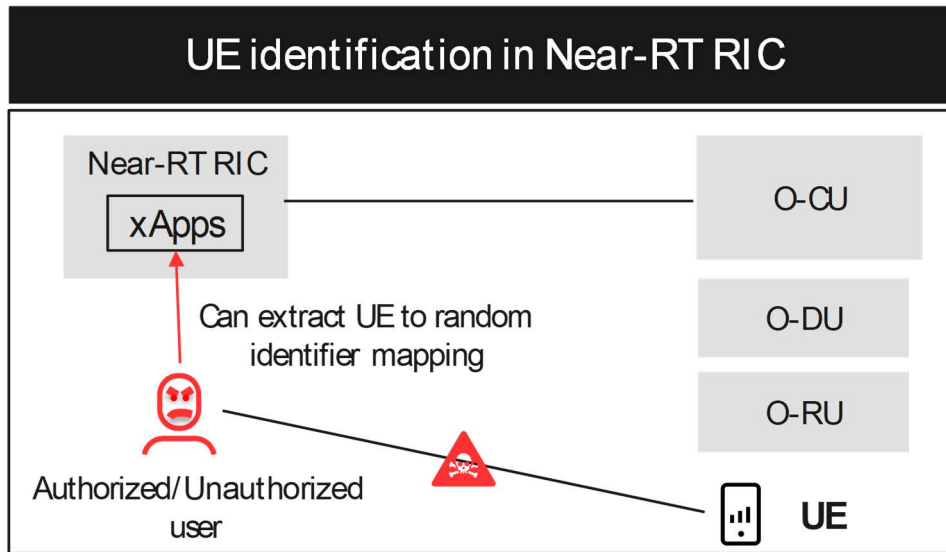 UE identification in Near-RT RIC
Near-RT RIC
xApps
O-CU
Can extract UE to random
identifier mapping
O-DU
O-RU
Authorized/Unauthorized
user
UE